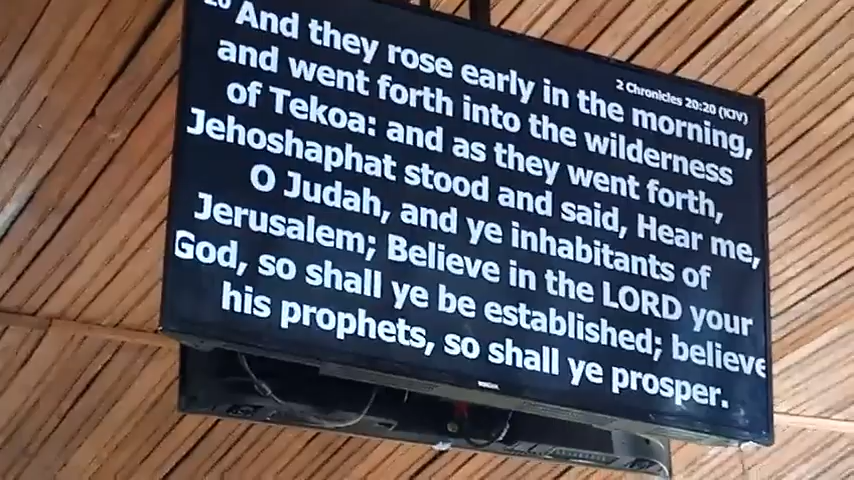 2 Chronicles 20:20 (KJV)
20 And they rose early in the morning,
and went forth into the wilderness
of Tekoa: and as they went forth,
Jehoshaphat stood and said, Hear me,
O Judah, and ye inhabitants of
Jerusalem; Believe in the LORD your
God, so shall ye be established; believe
his prophets, so shall ye prosper.